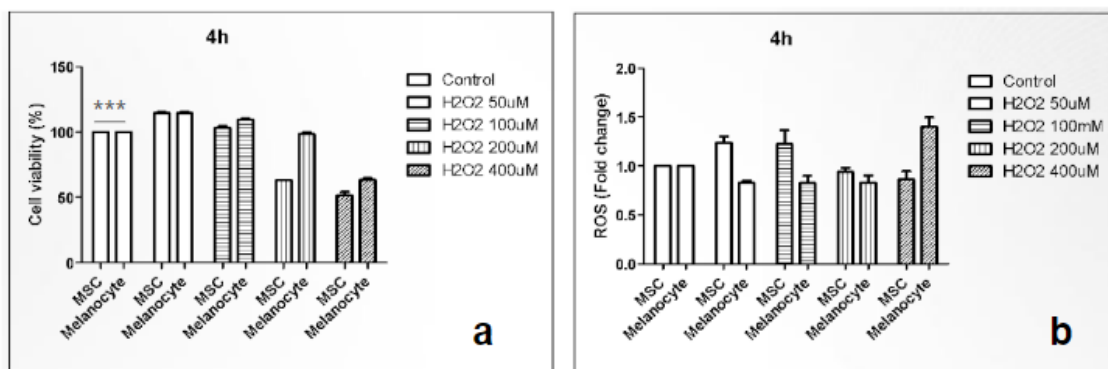 4h
150
100
50
0
Cell viability (%)
***
MSC
Melanocyte
MSC
Melanocyte
MSC
Melanocyte
MSC
Melanocyte
MSC
Melanocyte
Control
H2O2 50uM
H2O2 100uM
H2O2 200uM
H2O2 400uM
a
4h
2.0
1.5
1.0
0.5
0.0
ROS (Fold change)
MSC
Melanocyte
MSC
Melanocyte
MSC
Melanocyte
MSC
Melanocyte
MSC
Melanocyte
Control
H2O2 50uM
H2O2 100mM
H2O2 200uM
H2O2 400uM
b